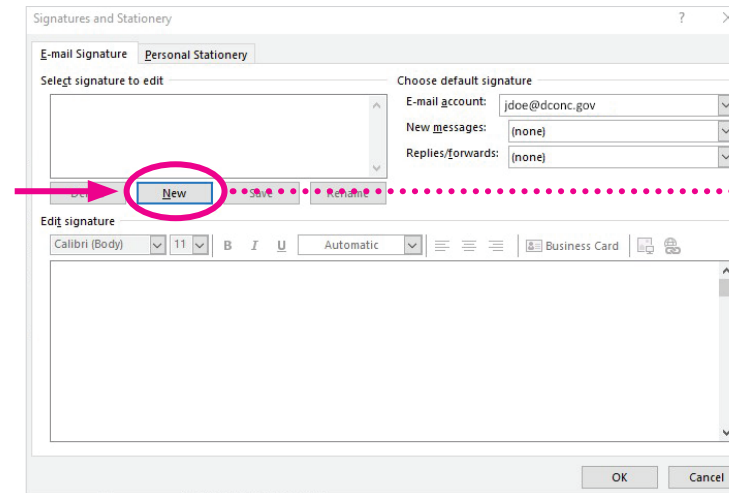 Signatures and Stationery ?
E-mail Signature Personal Stationery
Select signature to edit
Choose default signature
E-mail account: jdoe@dconc.gov
New messages: (none)
Replies/forwards: (none)
Delete New Save Rename
Edit signature
Calibri (Body) 11 B I U Automatic Business Card
OK Cancel